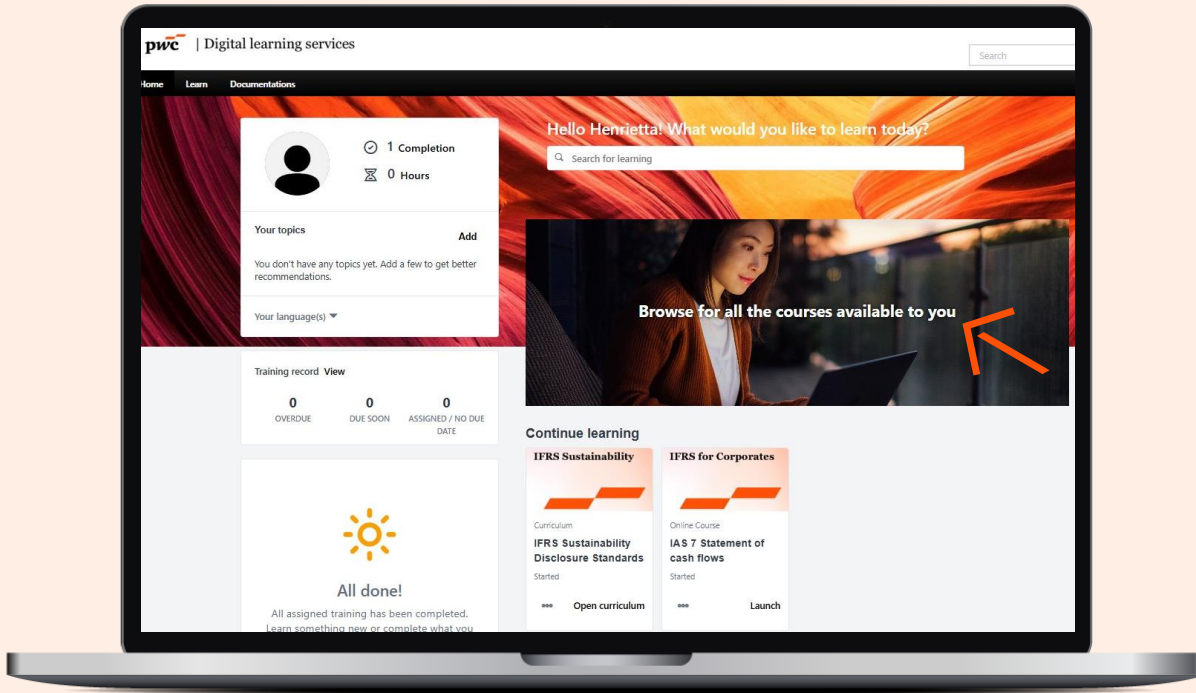 pwc | Digital learning services
Search
Home Learn Documentations
1 Completion
0 Hours
Your topics
Add
You don't have any topics yet. Add a few to get better
recommendations.
Your language(s)
Training record View
0 0 0
OVERDUE DUE SOON ASSIGNED / NO DUE
DATE
All done!
All assigned training has been completed.
Learn something new or complete what you
Hello Henrietta! What would you like to learn today?
Search for learning
Browse for all the courses available to you
Continue learning
IFRS Sustainability
Curriculum
IFRS Sustainability
Disclosure Standards
Started
Open curriculum
IFRS for Corporates
Online Course
IAS 7 Statement of
cash flows
Started
Launch